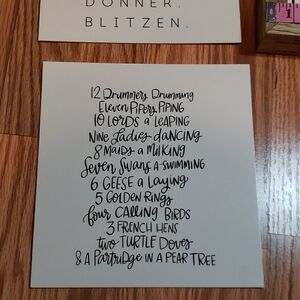 DONNER.
BLITZEN.
12 Drummers Drumming
Eleven Pipers Piping
10 LORDS a LEAPING
Nine Ladies dANCING
8 MAIDS a MILKING
Seven Swans A-SWIMMING
6 GEESE a LAYING
5 GOLDEN RINGS
four CALLING BIRDS
3 FRENCH HENS
two TURTLE Doves
& A PARTRIDGE IN A PEAR TREE